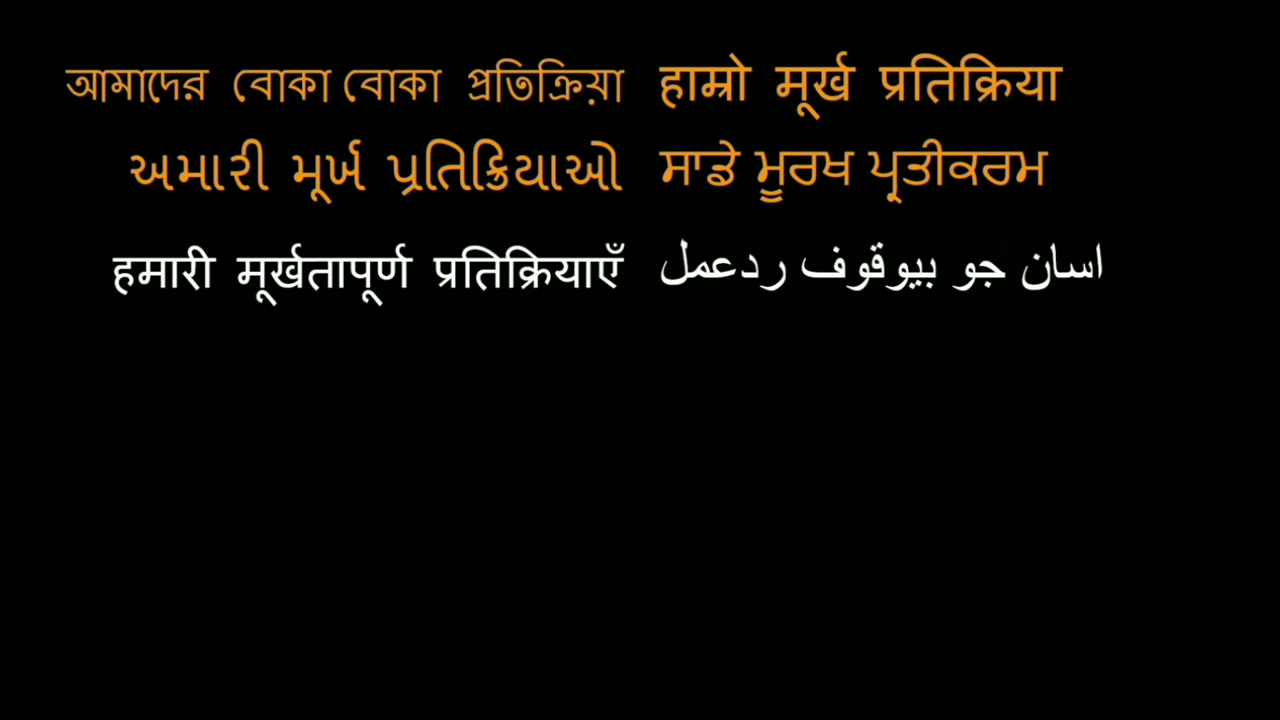 আমাদের বোকা বোকা প্রতিক্রিয়া हाम्रो मूर्ख प्रतिक्रिया
અમારી મૂર્ખ પ્રતિક્રિયાઓ ਸਾਡੇ ਮੂਰਖ ਪ੍ਰਤੀਕਰਮ
हमारी मूर्खतापूर्ण प्रतिक्रियाएँ اسان جو بيوقوف ردعمل